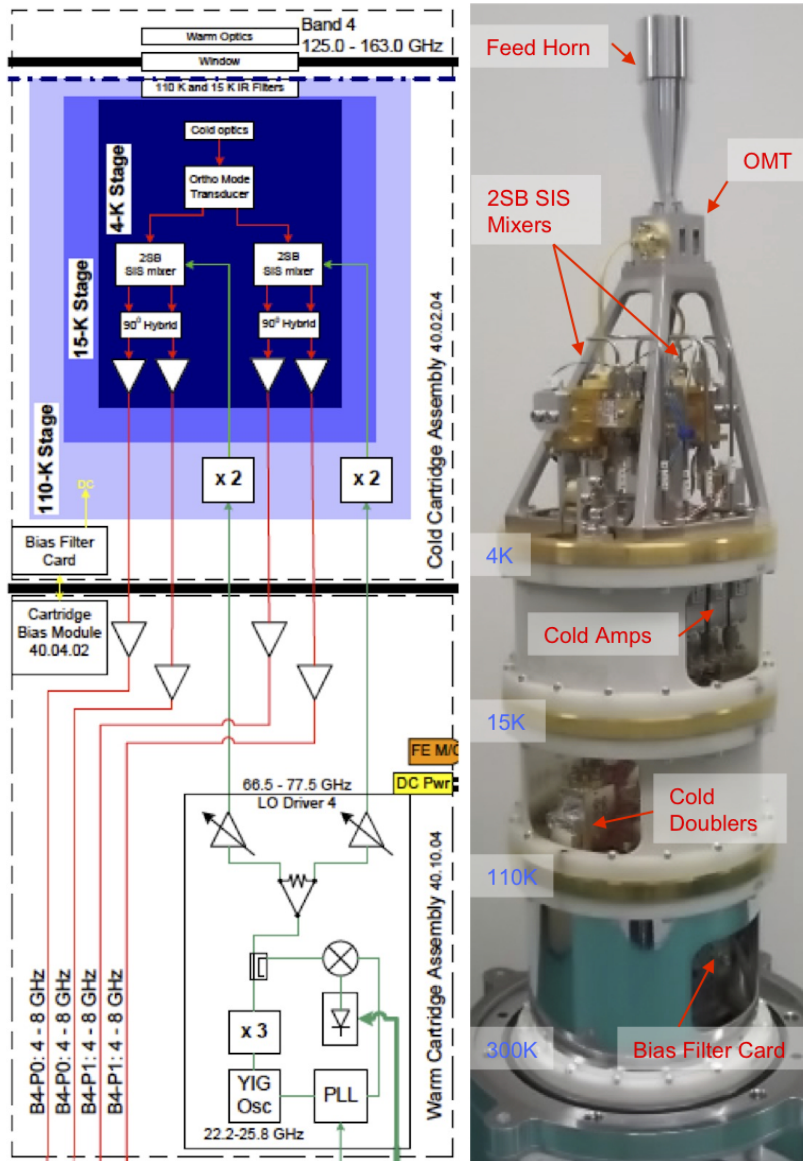 Band 4
125.0 - 163.0 GHz
Warm Optics
Window
110 K and 15 K IR Filters
Cold optics
Ortho Mode
Transducer
4-K Stage
2SB
SIS mixer
2SB
SIS mixer
15-K Stage
90⁰ Hybrid
90⁰ Hybrid
110-K Stage
x 2
x 2
DC
Cold Cartridge Assembly 40.02.04
Bias Filter
Card
Cartridge
Bias Module
40.04.02
FE M/C
DC Pwr
66.5 - 77.5 GHz
LO Driver 4
x 3
YIG
Osc
PLL
22.2-25.8 GHz
B4-P0: 4 - 8 GHz
B4-P0: 4 - 8 GHz
B4-P1: 4 - 8 GHz
B4-P1: 4 - 8 GHz
Warm Cartridge Assembly 40.10.04
Feed Horn
OMT
2SB SIS
Mixers
4K
Cold Amps
15K
Cold
Doublers
110K
300K
Bias Filter Card